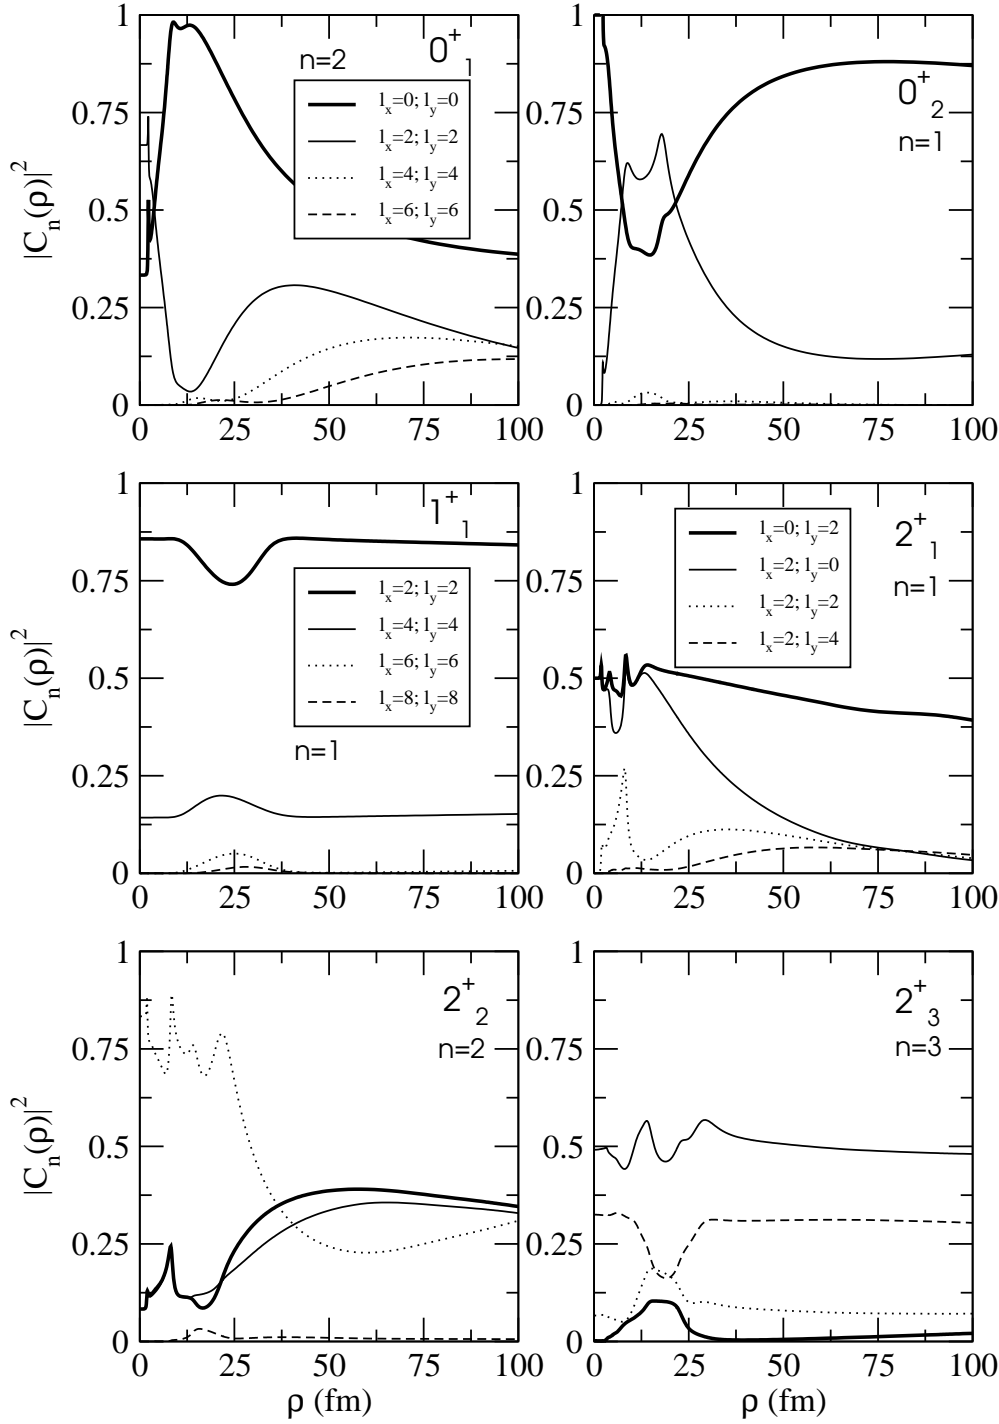 |C_n(ρ)|^2
1
0.75
0.5
0.25
0
0 25 50 75 100
n=2
0^+_1
l_x=0; l_y=0
l_x=2; l_y=2
l_x=4; l_y=4
l_x=6; l_y=6
1
0.75
0.5
0.25
0
0 25 50 75 100
0^+_2
n=1
|C_n(ρ)|^2
1
0.75
0.5
0.25
0
0 25 50 75 100
1^+_1
l_x=2; l_y=2
l_x=4; l_y=4
l_x=6; l_y=6
l_x=8; l_y=8
n=1
1
0.75
0.5
0.25
0
0 25 50 75 100
l_x=0; l_y=2
l_x=2; l_y=0
l_x=2; l_y=2
l_x=2; l_y=4
2^+_1
n=1
|C_n(ρ)|^2
1
0.75
0.5
0.25
0
0 25 50 75 100
ρ (fm)
2^+_2
n=2
1
0.75
0.5
0.25
0
0 25 50 75 100
ρ (fm)
2^+_3
n=3